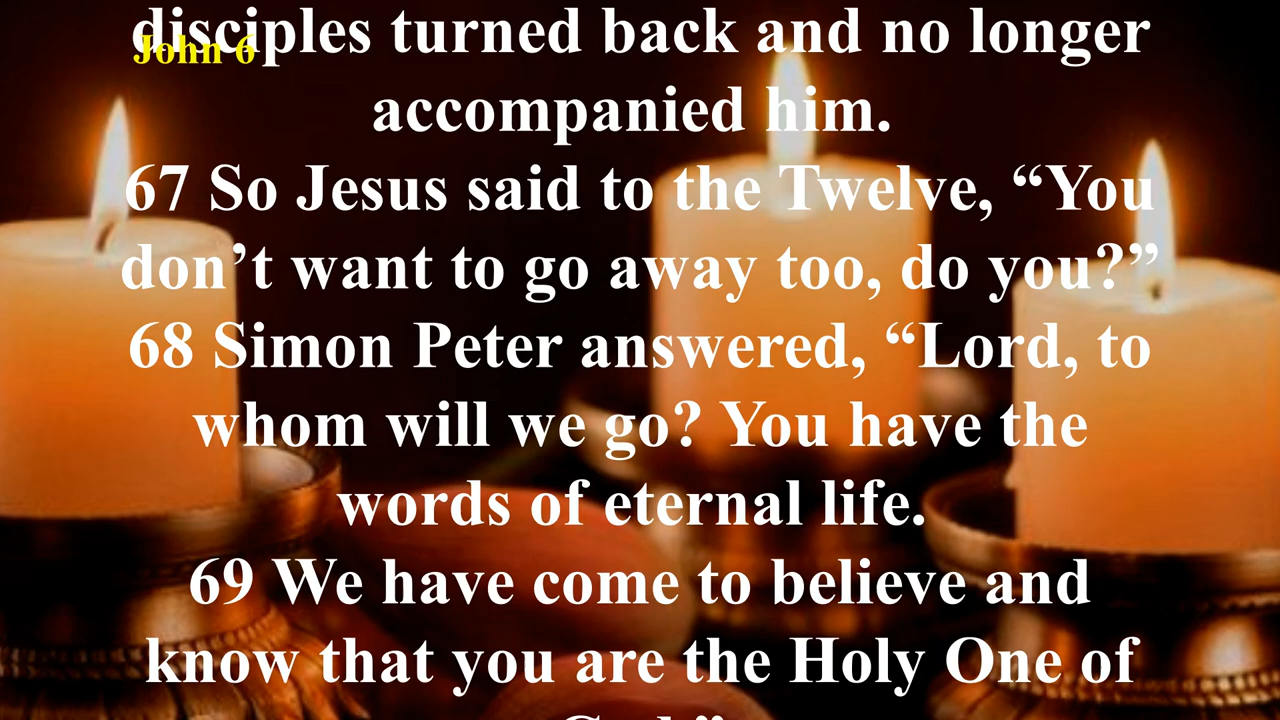 disciples turned back and no longer
John 6
accompanied him.
67 So Jesus said to the Twelve, “You
don’t want to go away too, do you?”
68 Simon Peter answered, “Lord, to
whom will we go? You have the
words of eternal life.
69 We have come to believe and
know that you are the Holy One of